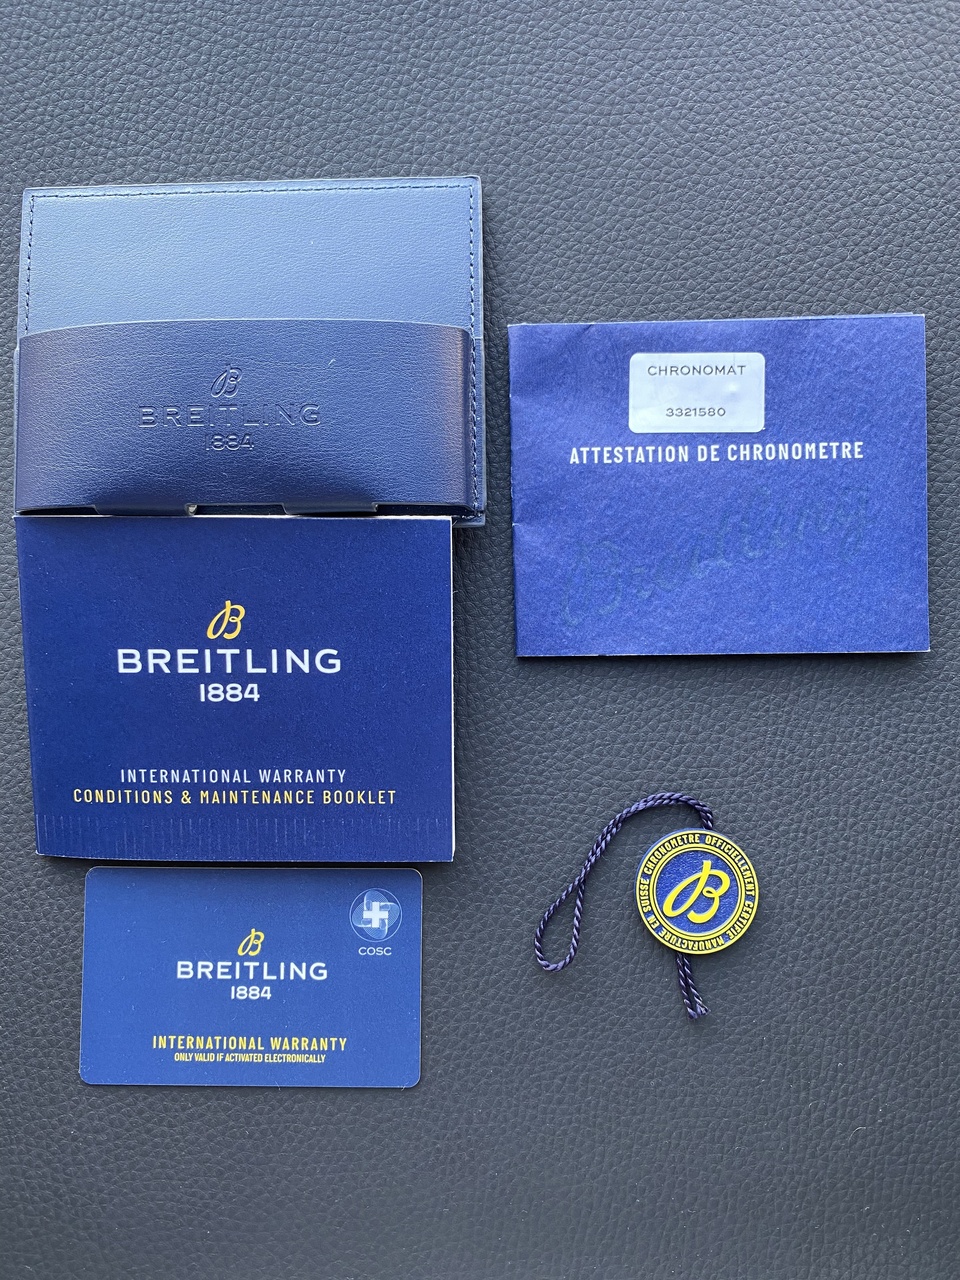 B
BREITLING
1884
B
BREITLING
1884
INTERNATIONAL WARRANTY
CONDITIONS & MAINTENANCE BOOKLET
B
BREITLING
1884
COSC
INTERNATIONAL WARRANTY
ONLY VALID IF ACTIVATED ELECTRONICALLY
CHRONOMAT
3321580
ATTESTATION DE CHRONOMETRE
Breitling
CHRONOMETRE OFFICIELLEMENT CERTIFIE MANUFACTURE EN SUISSE
B